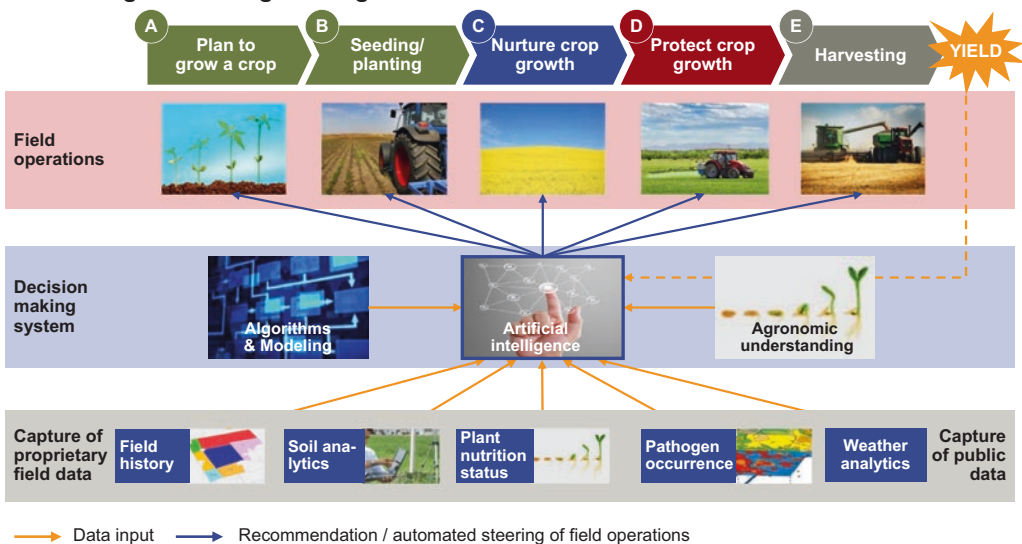 A
Plan to
grow a crop
B
Seeding/
planting
C
Nurture crop
growth
D
Protect crop
growth
E
Harvesting
YIELD
Field
operations
Decision
making
system
Algorithms
& Modeling
Artificial
intelligence
Agronomic
understanding
Capture of
proprietary
field data
Field
history
Soil ana-
lytics
Plant
nutrition
status
Pathogen
occurrence
Weather
analytics
Capture
of public
data
Data input
Recommendation / automated steering of field operations